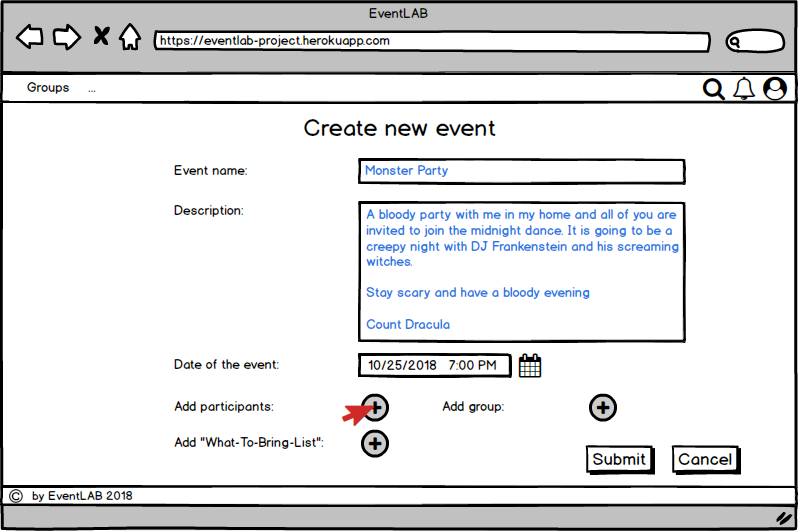 EventLAB
https://eventlab-project.herokuapp.com
Groups ...
Create new event
Event name: Monster Party
Description:
A bloody party with me in my home and all of you are
invited to join the midnight dance. It is going to be a
creepy night with DJ Frankenstein and his screaming
witches.
Stay scary and have a bloody evening
Count Dracula
Date of the event: 10/25/2018 7:00 PM
Add participants: Add group:
Add "What-To-Bring-List":
Submit Cancel
© by EventLAB 2018